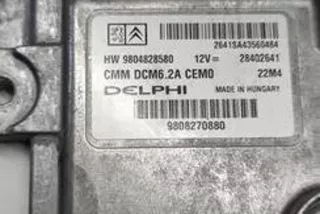 2641SA43560484
HW 9804828580 12V= 28402641
CMM DCM6.2A CEM0 22M4
DELPHI MADE IN HUNGARY
9808270880